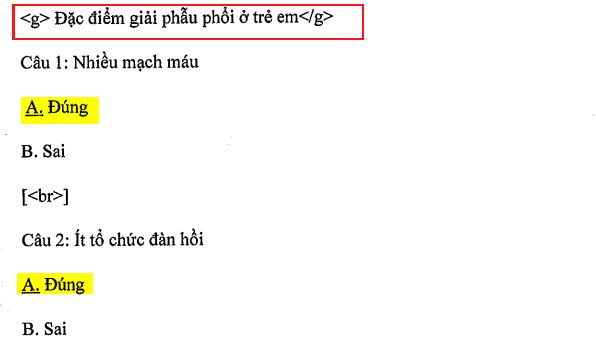 <g> Đặc điểm giải phẫu phổi ở trẻ em</g>
Câu 1: Nhiều mạch máu
A. Đúng
B. Sai
[<br>]
Câu 2: Ít tổ chức đàn hồi
A. Đúng
B. Sai